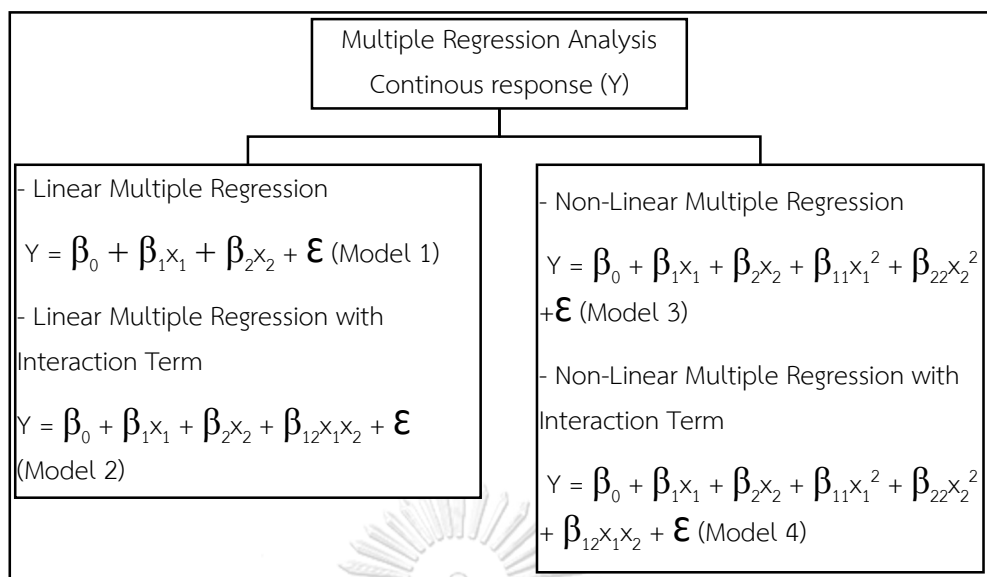 Multiple Regression Analysis
Continous response (Y)
- Linear Multiple Regression
Y = β₀ + β₁x₁ + β₂x₂ + ε (Model 1)
- Linear Multiple Regression with
Interaction Term
Y = β₀ + β₁x₁ + β₂x₂ + β₁₂x₁x₂ + ε
(Model 2)
- Non-Linear Multiple Regression
Y = β₀ + β₁x₁ + β₂x₂ + β₁₁x₁² + β₂₂x₂²
+ε (Model 3)
- Non-Linear Multiple Regression with
Interaction Term
Y = β₀ + β₁x₁ + β₂x₂ + β₁₁x₁² + β₂₂x₂²
+ β₁₂x₁x₂ + ε (Model 4)